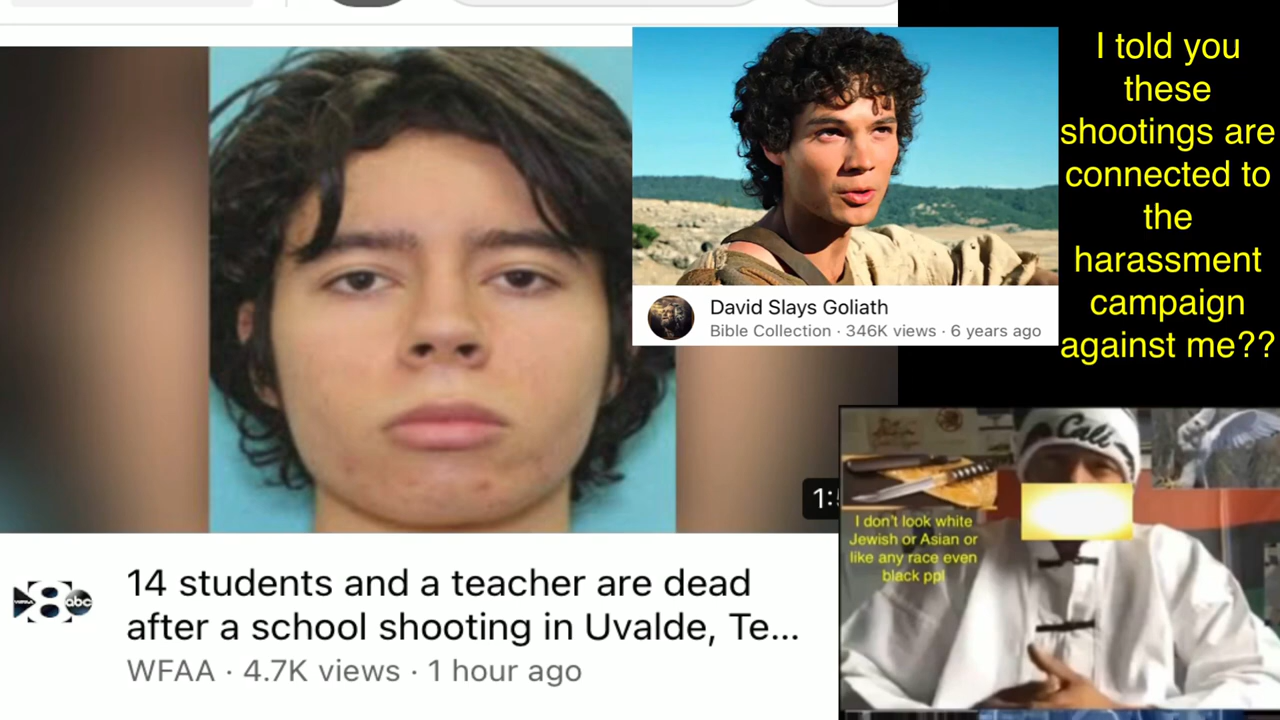 14 students and a teacher are dead
after a school shooting in Uvalde, Te...
WFAA · 4.7K views · 1 hour ago
8
abc
1:
David Slays Goliath
Bible Collection · 346K views · 6 years ago
I told you
these
shootings are
connected to
the
harassment
campaign
against me??
Cali
I don't look white
Jewish or Asian or
like any race even
black ppl